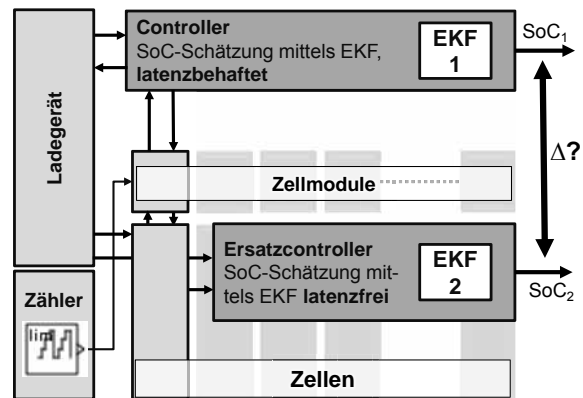 Controller
SoC-Schätzung mittels EKF,
latenzbehaftet
EKF
1
SoC1
Ladegerät
Δ?
Zellmodule
Ersatzcontroller
SoC-Schätzung mit-
tels EKF latenzfrei
EKF
2
SoC2
Zähler
lim
Zellen